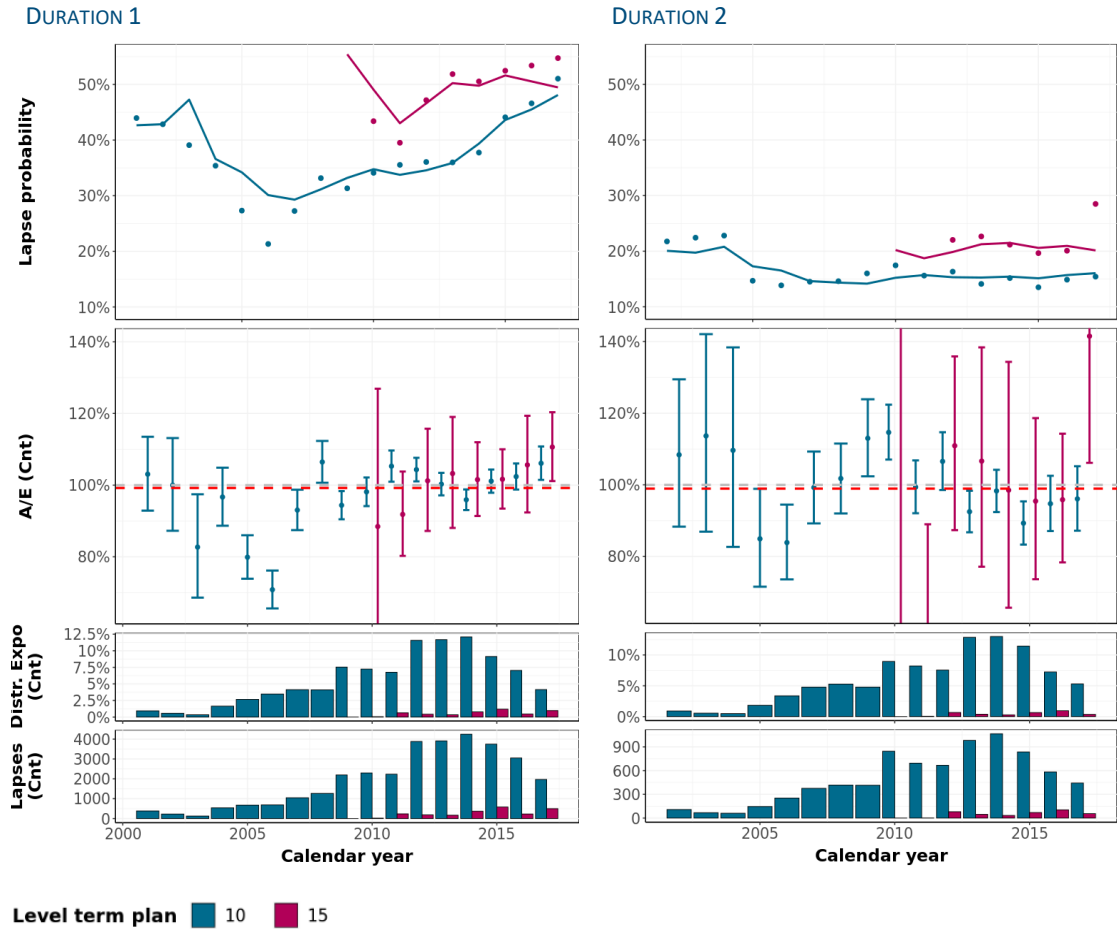 DURATION 1
DURATION 2
Lapse probability
50%
40%
30%
20%
10%
50%
40%
30%
20%
10%
A/E (Cnt)
140%
120%
100%
80%
140%
120%
100%
80%
Distr. Expo
(Cnt)
12.5%
7.5%
5%
2.5%
0%
10%
5%
0%
Lapses
(Cnt)
4000
3000
2000
1000
0
900
600
300
0
2000 2005 2010 2015
2005 2010 2015
Calendar year
Calendar year
Level term plan 10 15